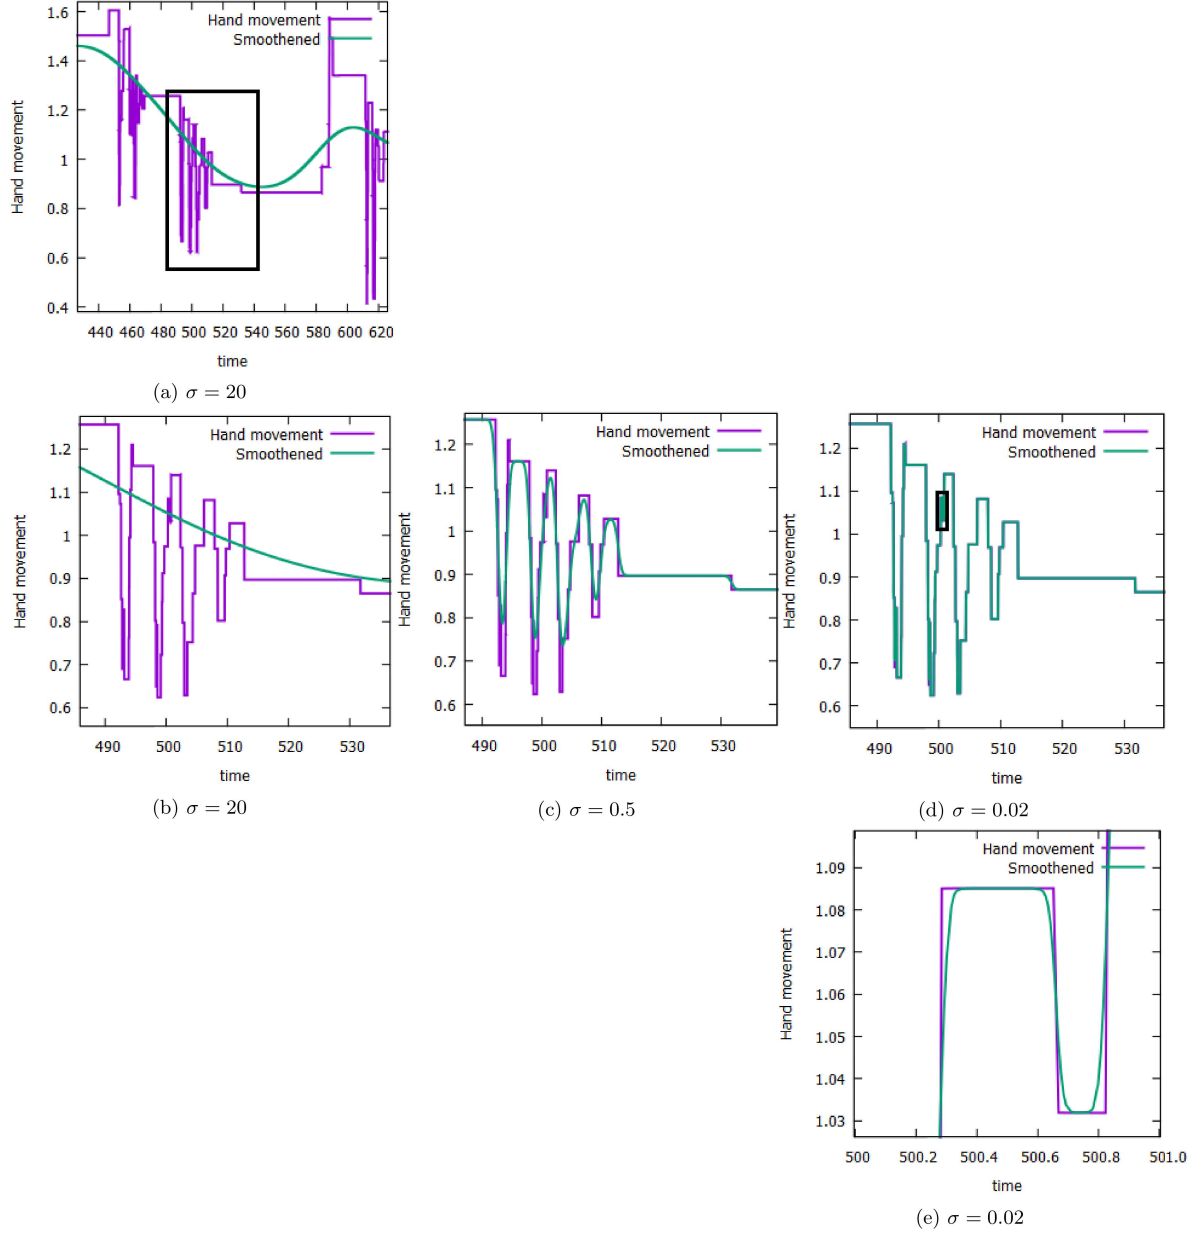 Hand movement
Smoothened
1.6
1.4
1.2
1
0.8
0.6
0.4
Hand movement
440 460 480 500 520 540 560 580 600 620
time
(a) σ = 20
Hand movement
Smoothened
1.2
1.1
1
0.9
0.8
0.7
0.6
Hand movement
490 500 510 520 530
time
(b) σ = 20
Hand movement
Smoothened
1.2
1.1
1
0.9
0.8
0.7
0.6
Hand movement
490 500 510 520 530
time
(c) σ = 0.5
Hand movement
Smoothened
1.2
1.1
1
0.9
0.8
0.7
0.6
Hand movement
490 500 510 520 530
time
(d) σ = 0.02
Hand movement
Smoothened
1.09
1.08
1.07
1.06
1.05
1.04
1.03
Hand movement
500 500.2 500.4 500.6 500.8 501.0
time
(e) σ = 0.02